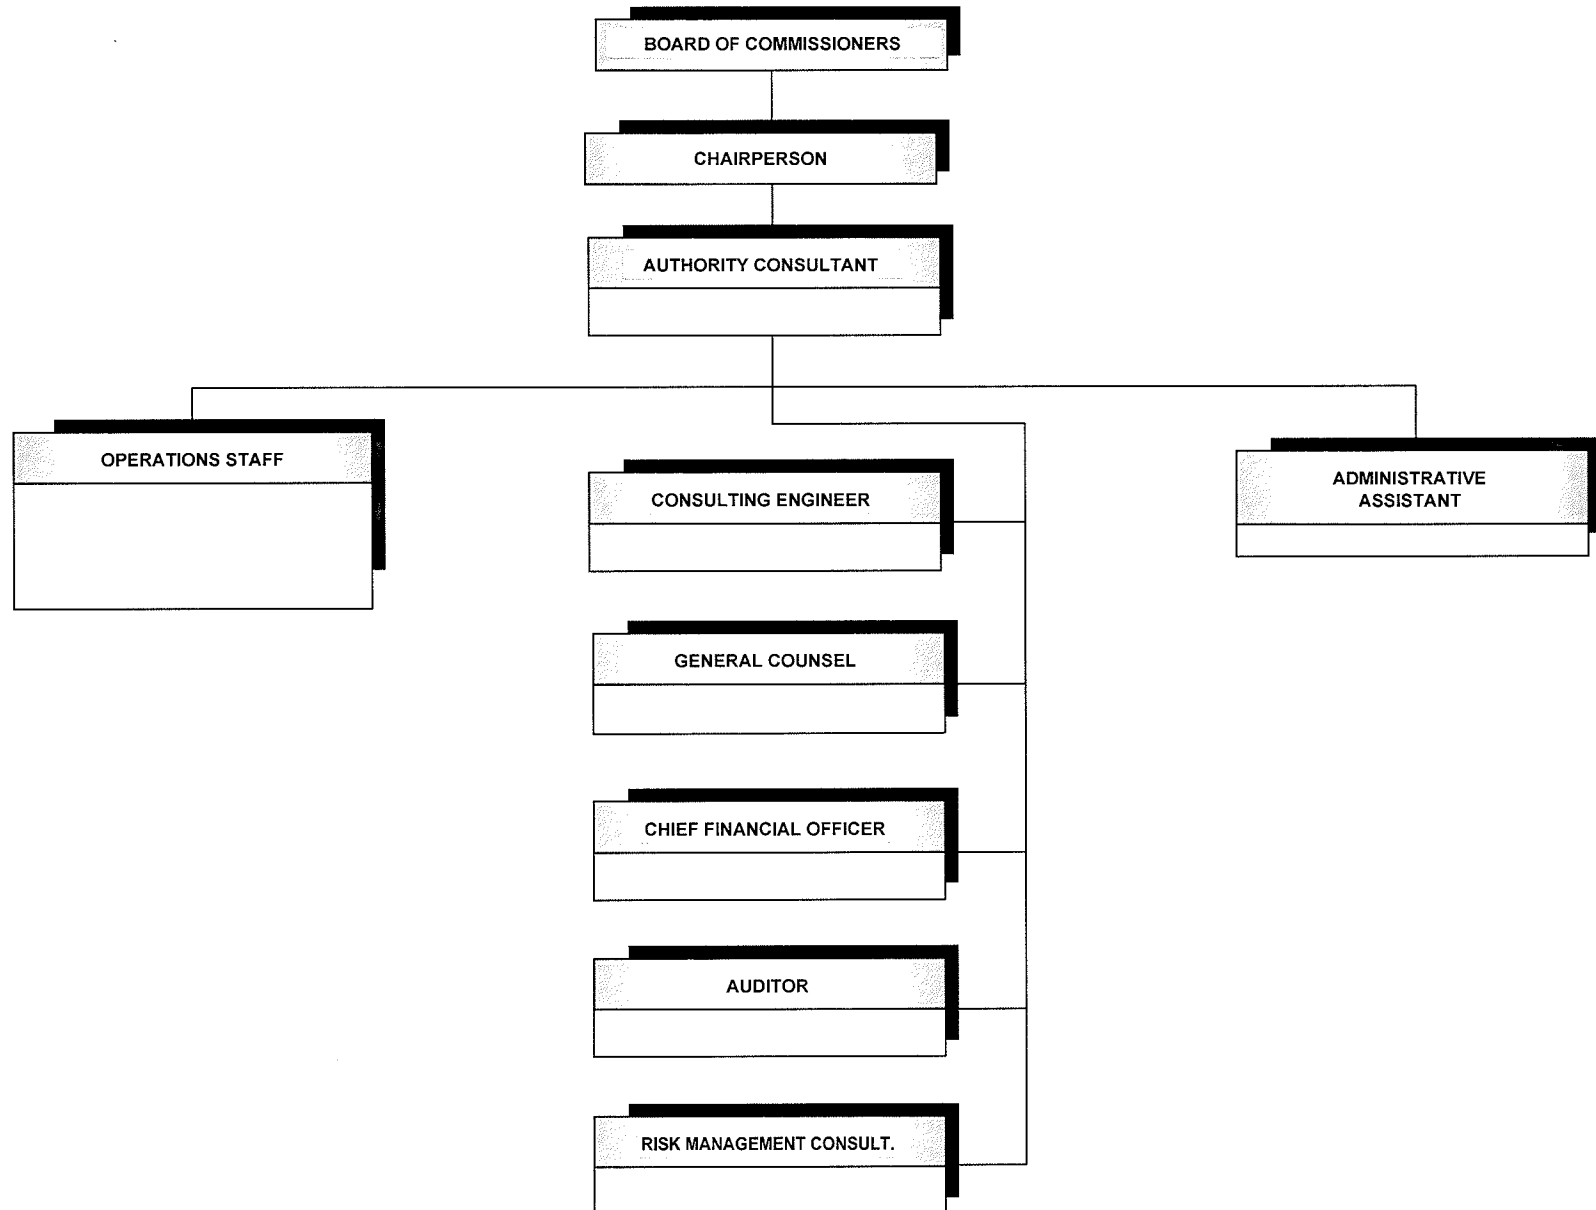 BOARD OF COMMISSIONERS
CHAIRPERSON
AUTHORITY CONSULTANT
OPERATIONS STAFF
CONSULTING ENGINEER
ADMINISTRATIVE
ASSISTANT
GENERAL COUNSEL
CHIEF FINANCIAL OFFICER
AUDITOR
RISK MANAGEMENT CONSULT.